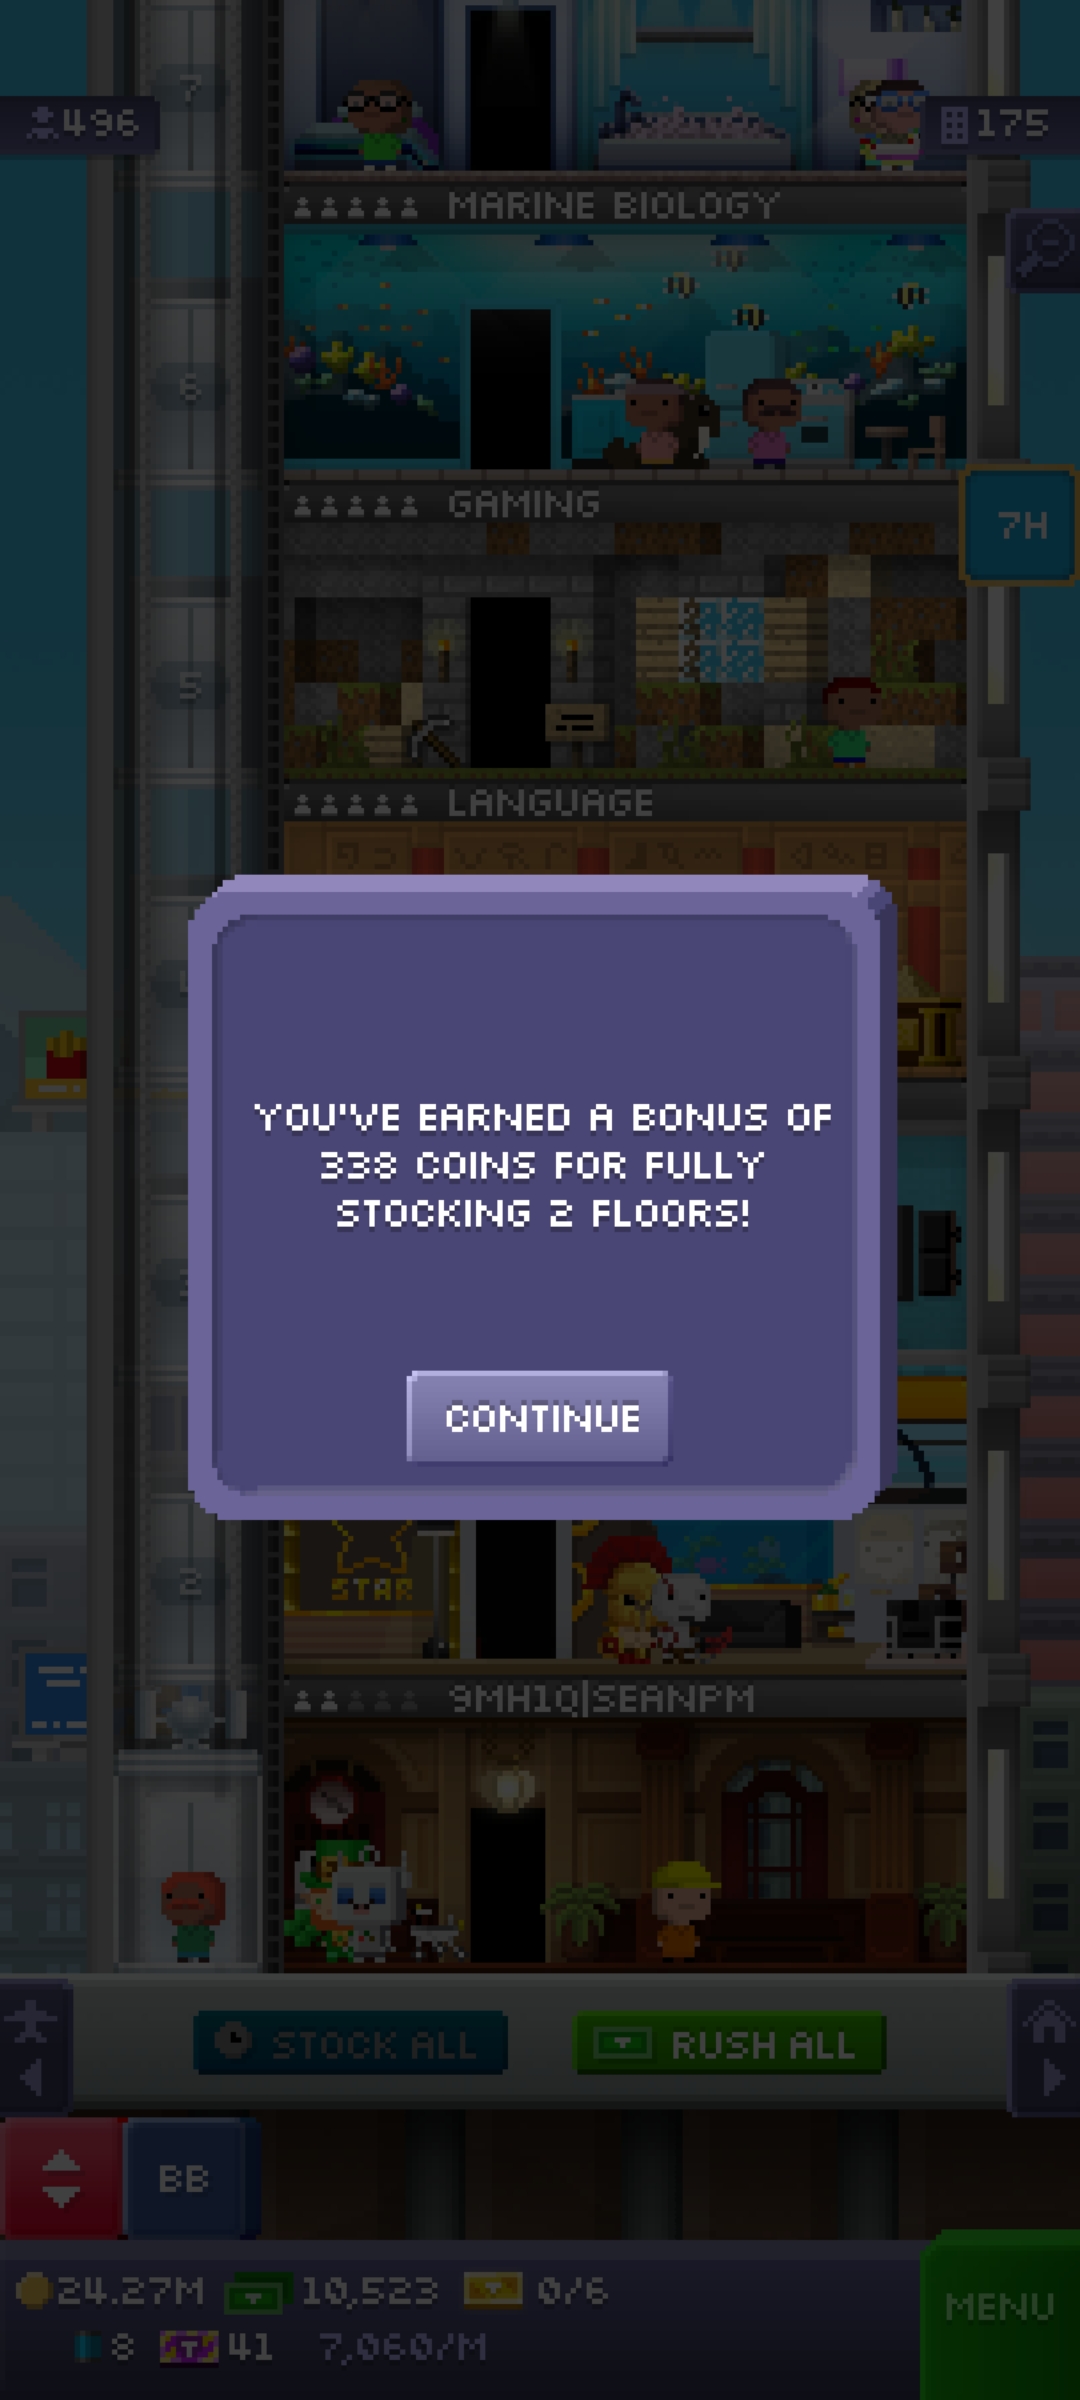 7
496
175
MARINE BIOLOGY
6
GAMING
7H
5
LANGUAGE
YOU'VE EARNED A BONUS OF
338 COINS FOR FULLY
STOCKING 2 FLOORS!
CONTINUE
2
STAR
9MH1Q|SEANPM
STOCK ALL
RUSH ALL
BB
24.27M 10,523 0/6
MENU
8 41 7,060/M